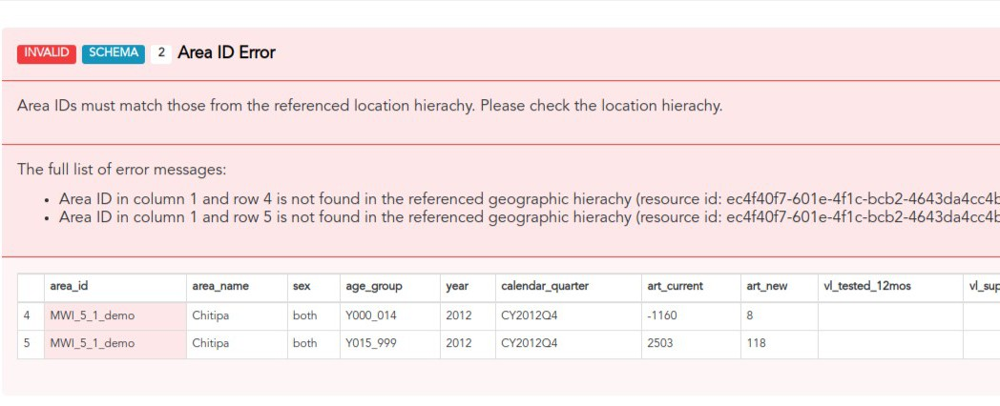 INVALID SCHEMA 2 Area ID Error
Area IDs must match those from the referenced location hierachy. Please check the location hierachy.
The full list of error messages:
• Area ID in column 1 and row 4 is not found in the referenced geographic hierachy (resource id: ec4f40f7-601e-4f1c-bcb2-4643da4cc4b
• Area ID in column 1 and row 5 is not found in the referenced geographic hierachy (resource id: ec4f40f7-601e-4f1c-bcb2-4643da4cc4b
area_id area_name sex age_group year calendar_quarter art_current art_new vl_tested_12mos vl_sup
4 MWI_5_1_demo Chitipa both Y000_014 2012 CY2012Q4 -1160 8
5 MWI_5_1_demo Chitipa both Y015_999 2012 CY2012Q4 2503 118